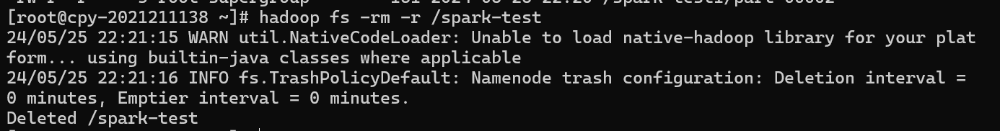 [root@cpy-2021211138 ~]# hadoop fs -rm -r /spark-test
24/05/25 22:21:15 WARN util.NativeCodeLoader: Unable to load native-hadoop library for your plat
form... using builtin-java classes where applicable
24/05/25 22:21:16 INFO fs.TrashPolicyDefault: Namenode trash configuration: Deletion interval =
0 minutes, Emptier interval = 0 minutes.
Deleted /spark-test